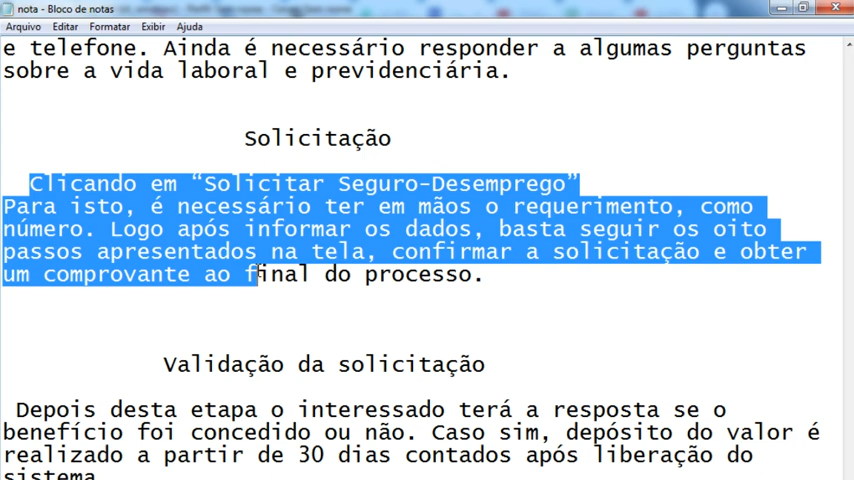 nota - Bloco de notas
Arquivo Editar Formatar Exibir Ajuda
e telefone. Ainda é necessário responder a algumas perguntas
sobre a vida laboral e previdenciária.
Solicitação
Clicando em “Solicitar Seguro-Desemprego”
Para isto, é necessário ter em mãos o requerimento, como
número. Logo após informar os dados, basta seguir os oito
passos apresentados na tela, confirmar a solicitação e obter
um comprovante ao final do processo.
Validação da solicitação
Depois desta etapa o interessado terá a resposta se o
benefício foi concedido ou não. Caso sim, depósito do valor é
realizado a partir de 30 dias contados após liberação do
sistema